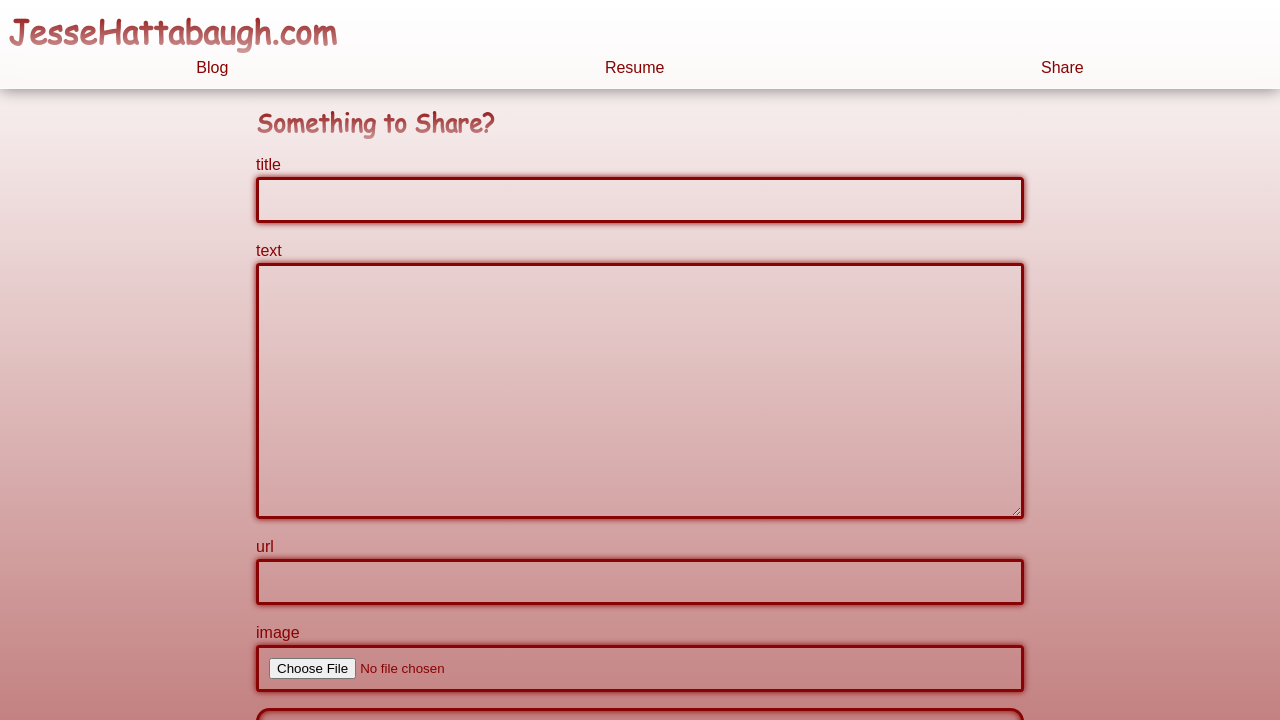 JesseHattabaugh.com
Blog Resume Share
Something to Share?
title
text
url
image
Choose File No file chosen